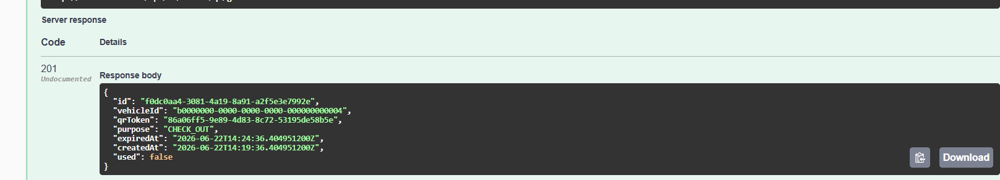 Server response
Code Details
201
Undocumented
Response body
{
  "id": "f0dc0aa4-3081-4a19-8a91-a2f5e3e7992e",
  "vehicleId": "b0000000-0000-0000-0000-000000000004",
  "qrToken": "86a06ff5-9e89-4d83-8c72-53195de58b5e",
  "purpose": "CHECK_OUT",
  "expiredAt": "2026-06-22T14:24:36.404951200Z",
  "createdAt": "2026-06-22T14:19:36.404951200Z",
  "used": false
}
Download